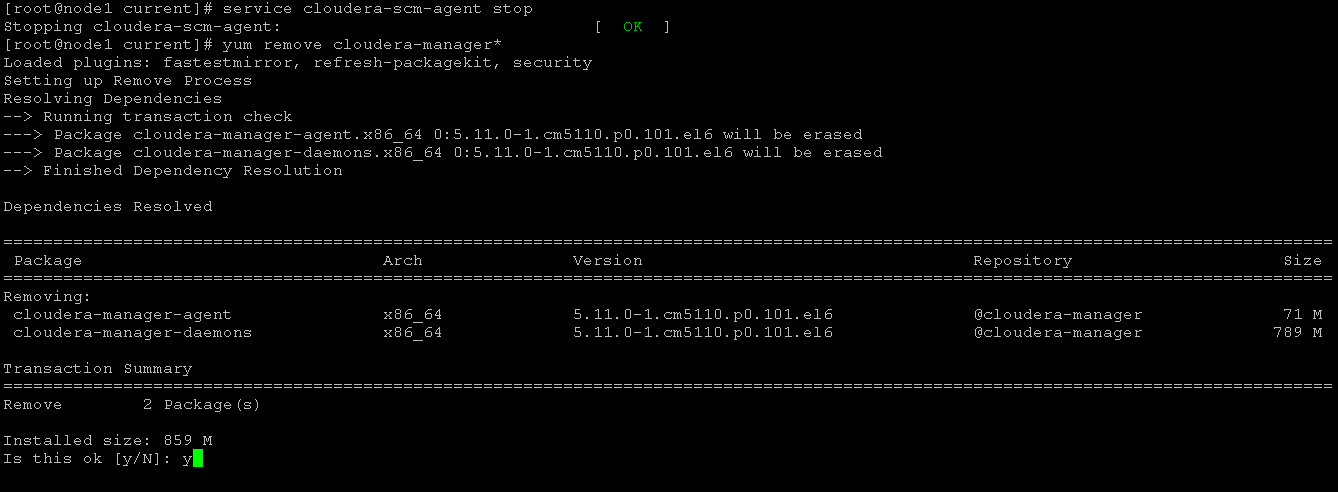 [root@node1 current]# service cloudera-scm-agent stop
Stopping cloudera-scm-agent:                               [  OK  ]
[root@node1 current]# yum remove cloudera-manager*
Loaded plugins: fastestmirror, refresh-packagekit, security
Setting up Remove Process
Resolving Dependencies
--> Running transaction check
---> Package cloudera-manager-agent.x86_64 0:5.11.0-1.cm5110.p0.101.el6 will be erased
---> Package cloudera-manager-daemons.x86_64 0:5.11.0-1.cm5110.p0.101.el6 will be erased
--> Finished Dependency Resolution

Dependencies Resolved

=====================================================================================================================================
 Package                              Arch               Version                                 Repository                        Size
=====================================================================================================================================
Removing:
 cloudera-manager-agent               x86_64             5.11.0-1.cm5110.p0.101.el6              @cloudera-manager                 71 M
 cloudera-manager-daemons             x86_64             5.11.0-1.cm5110.p0.101.el6              @cloudera-manager                789 M

Transaction Summary
=====================================================================================================================================
Remove        2 Package(s)

Installed size: 859 M
Is this ok [y/N]: y